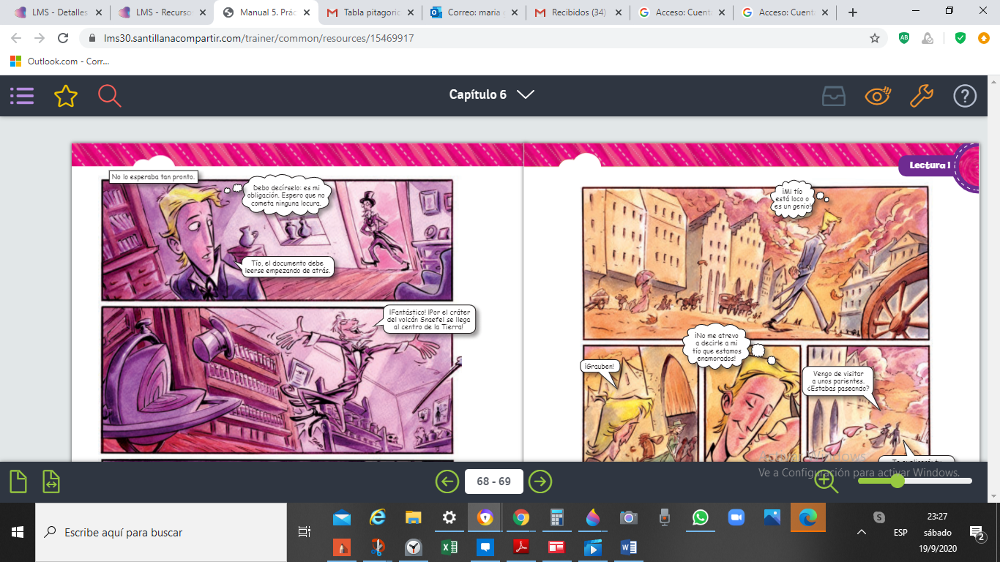 LMS - Detalles
LMS - Recurso
Manual 5. Prác
Tabla pitagoric
Correo: maria
Recibidos (34)
Acceso: Cuent
Acceso: Cuent
lms30.santillanacompartir.com/trainer/common/resources/15469917
Outlook.com - Corr...
Capítulo 6
Lectura 1
No lo esperaba tan pronto.
Debo decírselo: es mi
obligación. Espero que no
cometa ninguna locura.
Tío, el documento debe
leerse empezando de atrás.
¡Fantástico! ¡Por el cráter
del volcán Snaefel se llega
al centro de la Tierra!
¡Mi tío
está loco o
es un genio!
¡Grauben!
¡No me atrevo
a decirle a mi
tío que estamos
enamorados!
Vengo de visitar
a unos parientes.
¿Estabas paseando?
Activar Windows
Ve a Configuración para activar Windows.
68 - 69
Escribe aquí para buscar
ESP
23:27
sábado
19/9/2020
2